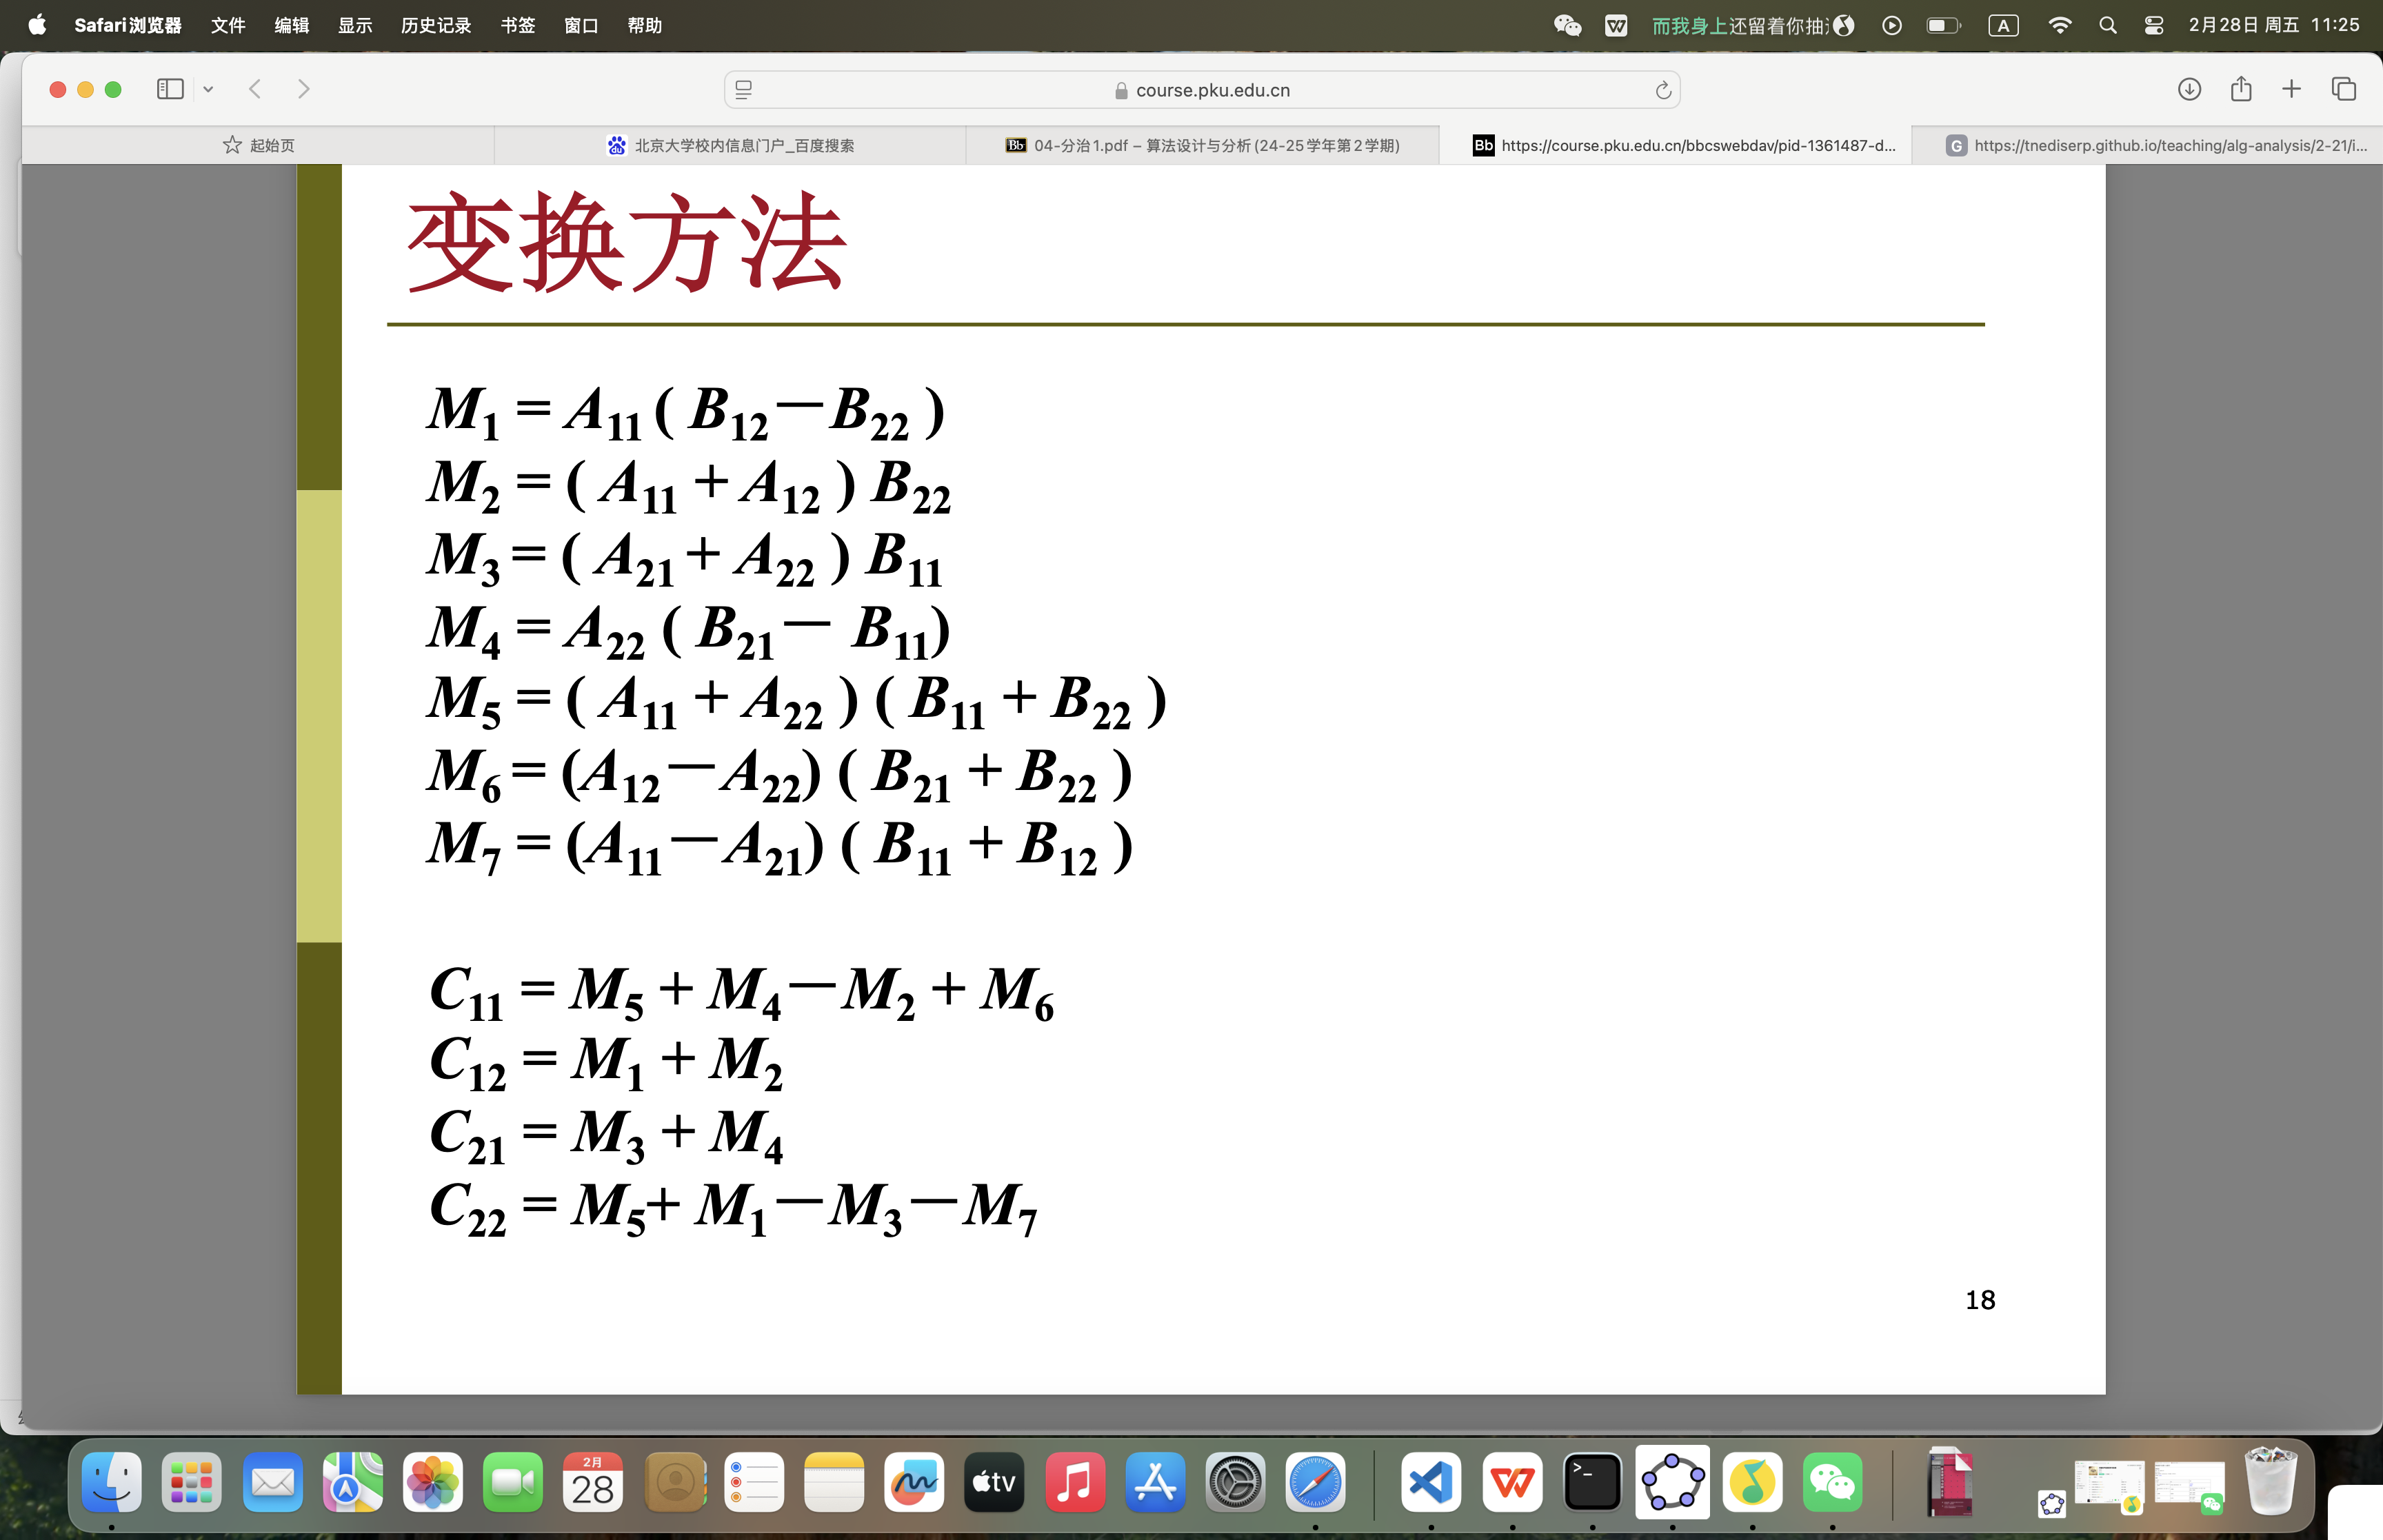 Safari浏览器 文件 编辑 显示 历史记录 书签 窗口 帮助 而我身上还留着你抽 A 2月28日 周五 11:25
course.pku.edu.cn
起始页 北京大学校内信息门户_百度搜索 Bb 04-分治1.pdf – 算法设计与分析(24-25学年第2学期) Bb https://course.pku.edu.cn/bbcswebdav/pid-1361487-d... G https://tnediserp.github.io/teaching/alg-analysis/2-21/i...
变换方法
M₁ = A₁₁ ( B₁₂ − B₂₂ )
M₂ = ( A₁₁ + A₁₂ ) B₂₂
M₃ = ( A₂₁ + A₂₂ ) B₁₁
M₄ = A₂₂ ( B₂₁ − B₁₁)
M₅ = ( A₁₁ + A₂₂ ) ( B₁₁ + B₂₂ )
M₆ = (A₁₂ − A₂₂) ( B₂₁ + B₂₂ )
M₇ = (A₁₁ − A₂₁) ( B₁₁ + B₁₂ )
C₁₁ = M₅ + M₄ − M₂ + M₆
C₁₂ = M₁ + M₂
C₂₁ = M₃ + M₄
C₂₂ = M₅+ M₁ − M₃ − M₇
18
2月
28
tv